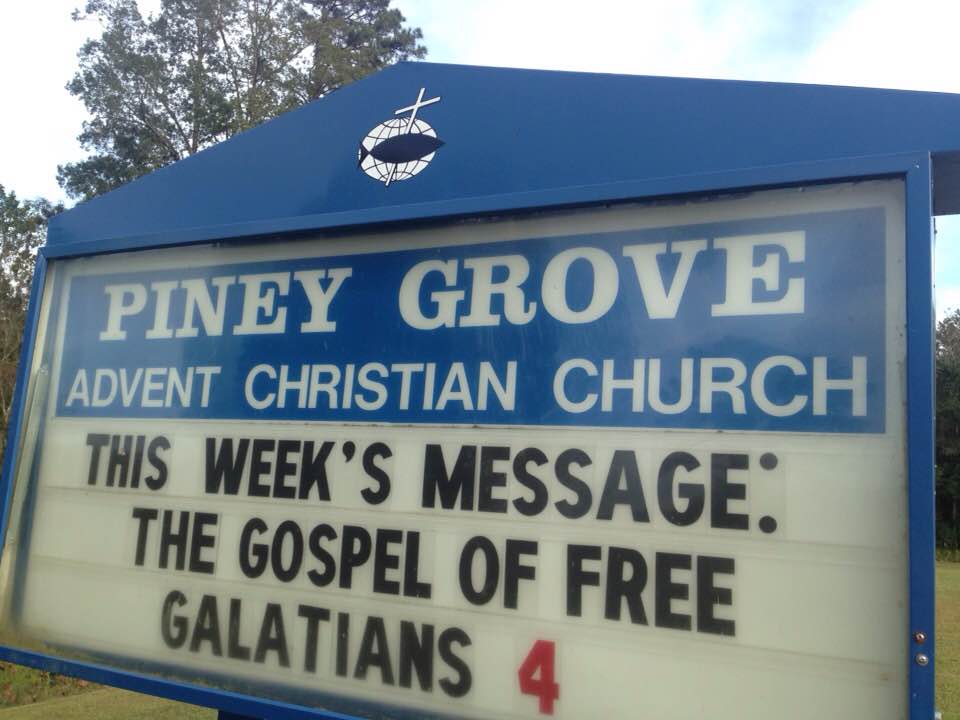 PINEY GROVE
ADVENT CHRISTIAN CHURCH
THIS WEEK'S MESSAGE:
THE GOSPEL OF FREE
GALATIANS 4